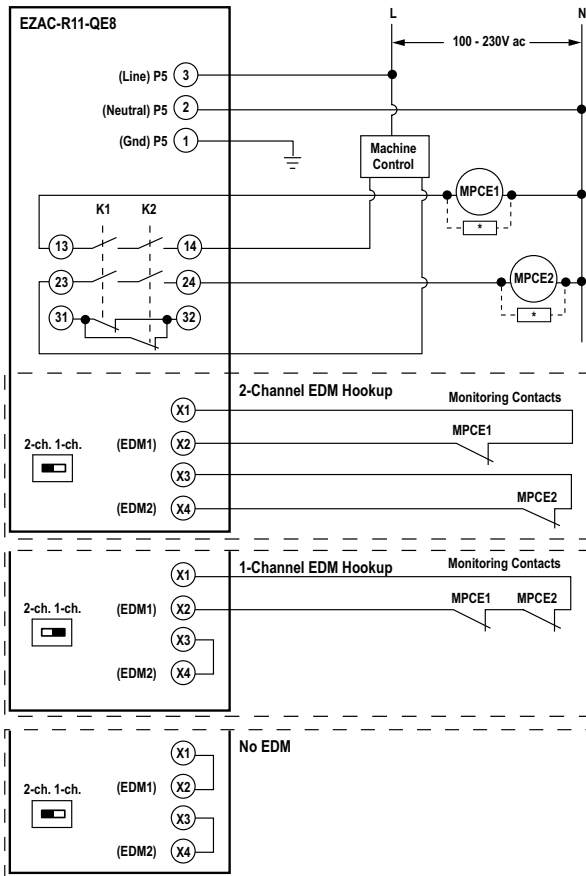 EZAC-R11-QE8
L
N
100 - 230V ac
(Line) P5 3
(Neutral) P5 2
(Gnd) P5 1
Machine
Control
MPCE1
*
K1 K2
13 14
23 24
MPCE2
*
31 32
2-Channel EDM Hookup
Monitoring Contacts
X1
MPCE1
2-ch. 1-ch.
(EDM1) X2
X3
MPCE2
(EDM2) X4
1-Channel EDM Hookup
Monitoring Contacts
X1
MPCE1 MPCE2
2-ch. 1-ch.
(EDM1) X2
X3
(EDM2) X4
No EDM
X1
2-ch. 1-ch.
(EDM1) X2
X3
(EDM2) X4